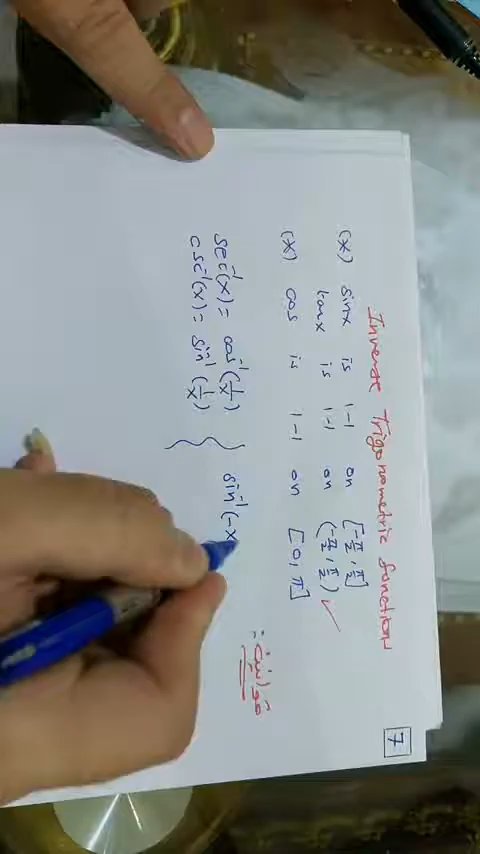 7
Inverse Trigonometric function
(*) sinx is 1-1 on [-π/2, π/2]
tanx is 1-1 on (-π/2, π/2) ✓
(*) cos is 1-1 on [0, π]
sec⁻¹(x) = cos⁻¹(1/x)
csc⁻¹(x) = sin⁻¹(1/x)
sin⁻¹(-x